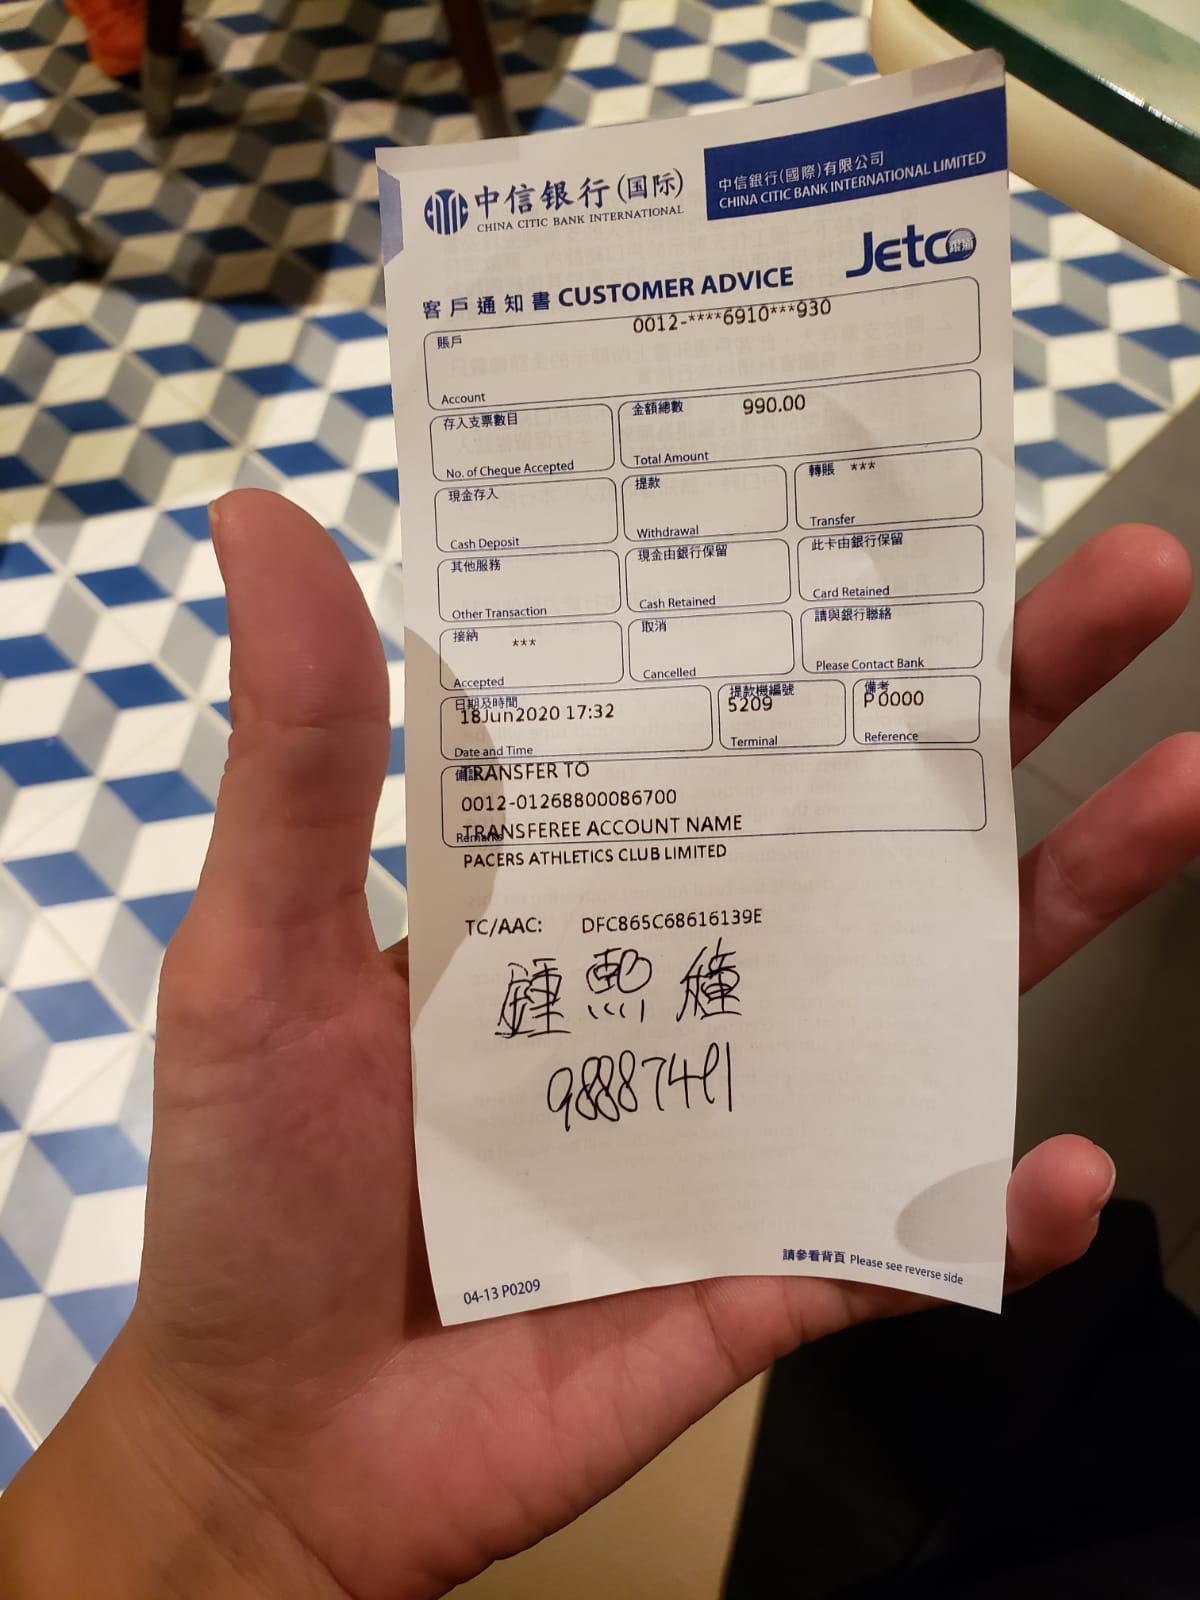 中信银行(国际)
CHINA CITIC BANK INTERNATIONAL
中信銀行(國際)有限公司
CHINA CITIC BANK INTERNATIONAL LIMITED
Jetco 銀通
客戶通知書 CUSTOMER ADVICE
賬戶 0012-****6910***930
Account
存入支票數目
No. of Cheque Accepted
金額總數 990.00
Total Amount
現金存入
Cash Deposit
提款
Withdrawal
轉賬 ***
Transfer
其他服務
Other Transaction
現金由銀行保留
Cash Retained
此卡由銀行保留
Card Retained
接納 ***
Accepted
取消
Cancelled
請與銀行聯絡
Please Contact Bank
日期及時間
18Jun2020 17:32
Date and Time
提款機編號
5209
Terminal
備考
P0000
Reference
備註
TRANSFER TO
0012-01268800086700
Remarks
TRANSFEREE ACCOUNT NAME
PACERS ATHLETICS CLUB LIMITED
TC/AAC: DFC865C68616139E
鍾
98887491
請參看背頁 Please see reverse side
04-13 P0209